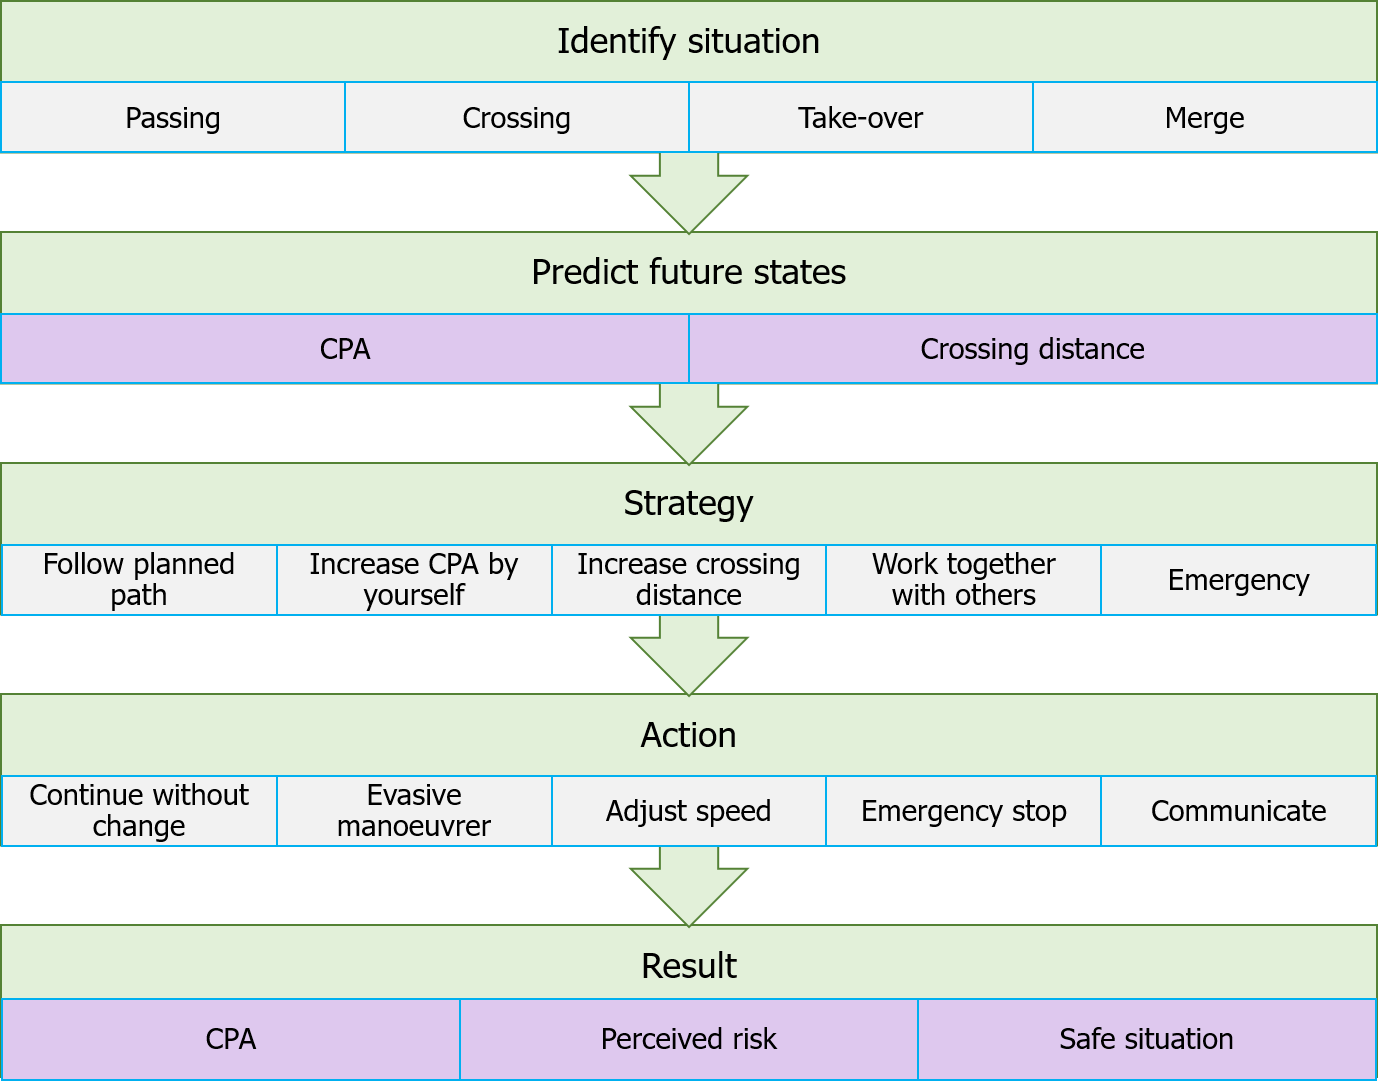 Identify situation
Passing
Crossing
Take-over
Merge
Predict future states
CPA
Crossing distance
Strategy
Follow planned
path
Increase CPA by
yourself
Increase crossing
distance
Work together
with others
Emergency
Action
Continue without
change
Evasive
manoeuvrer
Adjust speed
Emergency stop
Communicate
Result
CPA
Perceived risk
Safe situation